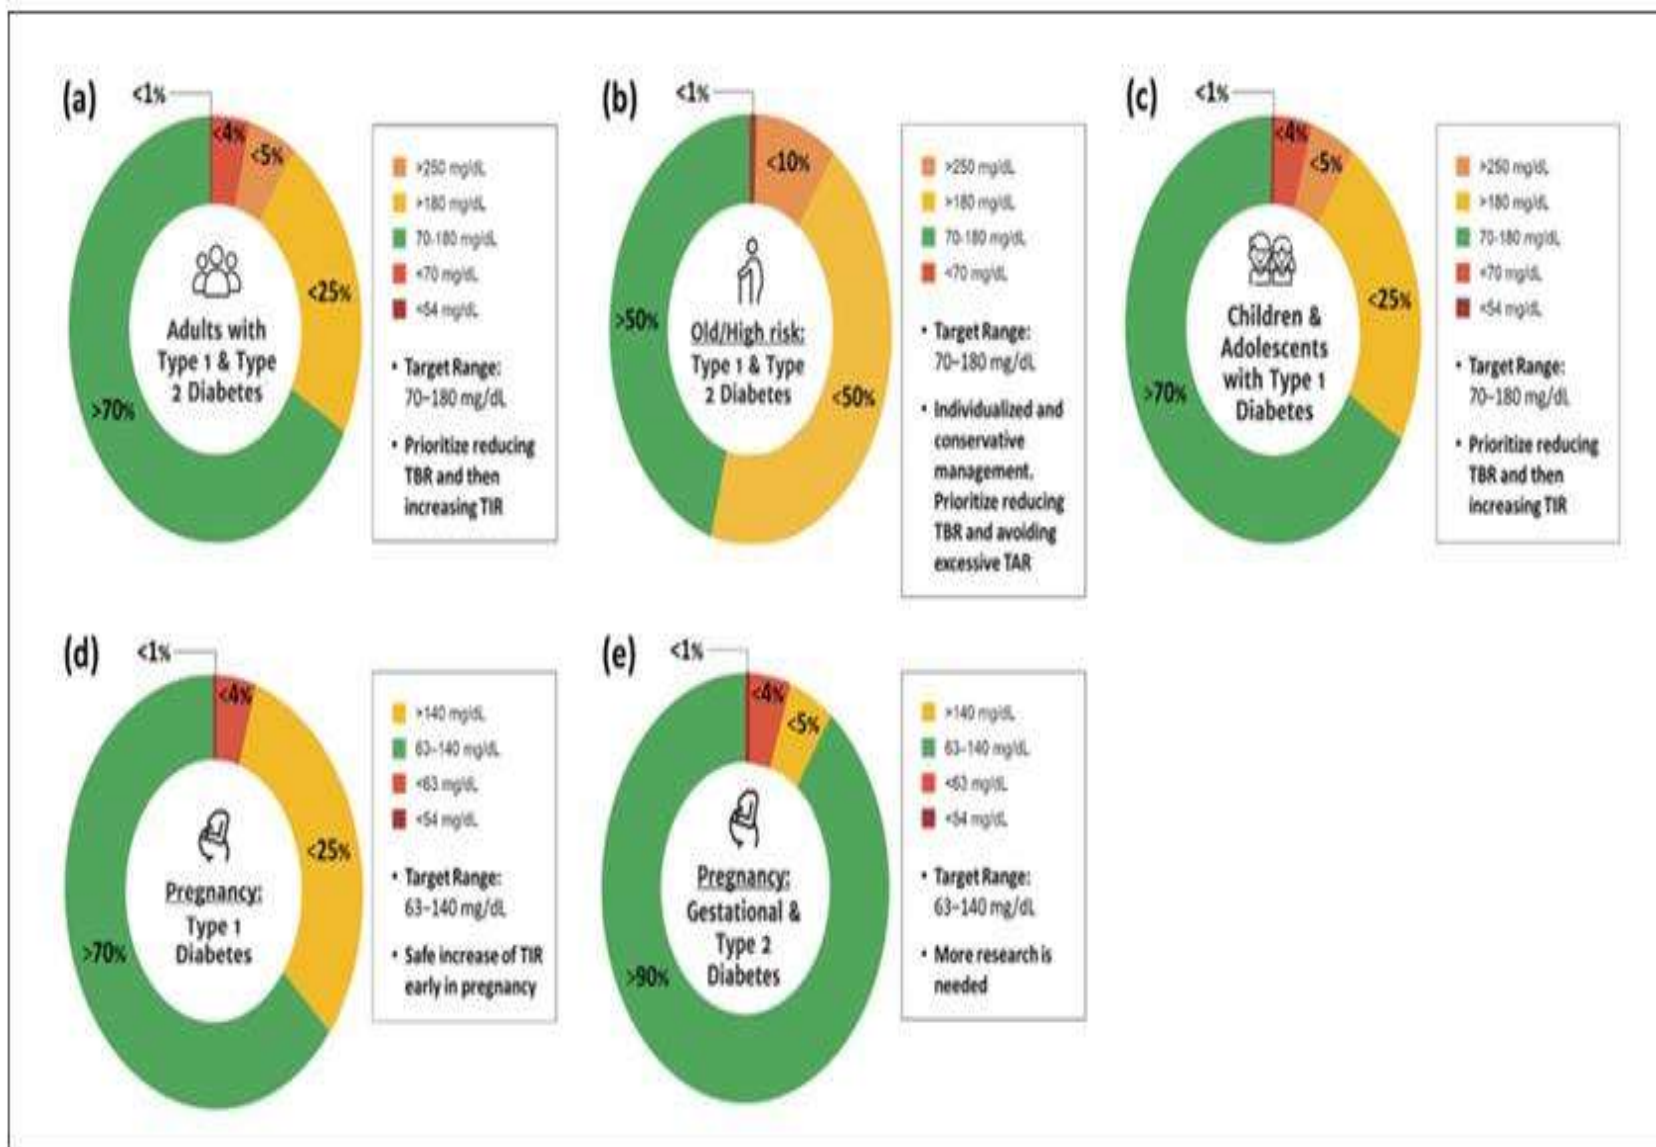 (a)
<1%
<4%
<5%
<25%
>70%
Adults with
Type 1 & Type
2 Diabetes
>250 mg/dL
>180 mg/dL
70-180 mg/dL
<70 mg/dL
<54 mg/dL
• Target Range:
70–180 mg/dL
• Prioritize reducing
TBR and then
increasing TIR
(b)
<1%
<10%
>50%
<50%
Old/High risk:
Type 1 & Type
2 Diabetes
>250 mg/dL
>180 mg/dL
70-180 mg/dL
<70 mg/dL
• Target Range:
70–180 mg/dL
• Individualized and
conservative
management.
Prioritize reducing
TBR and avoiding
excessive TAR
(c)
<1%
<4%
<5%
<25%
>70%
Children &
Adolescents
with Type 1
Diabetes
>250 mg/dL
>180 mg/dL
70-180 mg/dL
<70 mg/dL
<54 mg/dL
• Target Range:
70–180 mg/dL
• Prioritize reducing
TBR and then
increasing TIR
(d)
<1%
<4%
<25%
>70%
Pregnancy:
Type 1
Diabetes
>140 mg/dL
63–140 mg/dL
<63 mg/dL
<54 mg/dL
• Target Range:
63–140 mg/dL
• Safe increase of TIR
early in pregnancy
(e)
<1%
<4%
<5%
>90%
Pregnancy:
Gestational &
Type 2
Diabetes
>140 mg/dL
63–140 mg/dL
<63 mg/dL
<54 mg/dL
• Target Range:
63–140 mg/dL
• More research is
needed